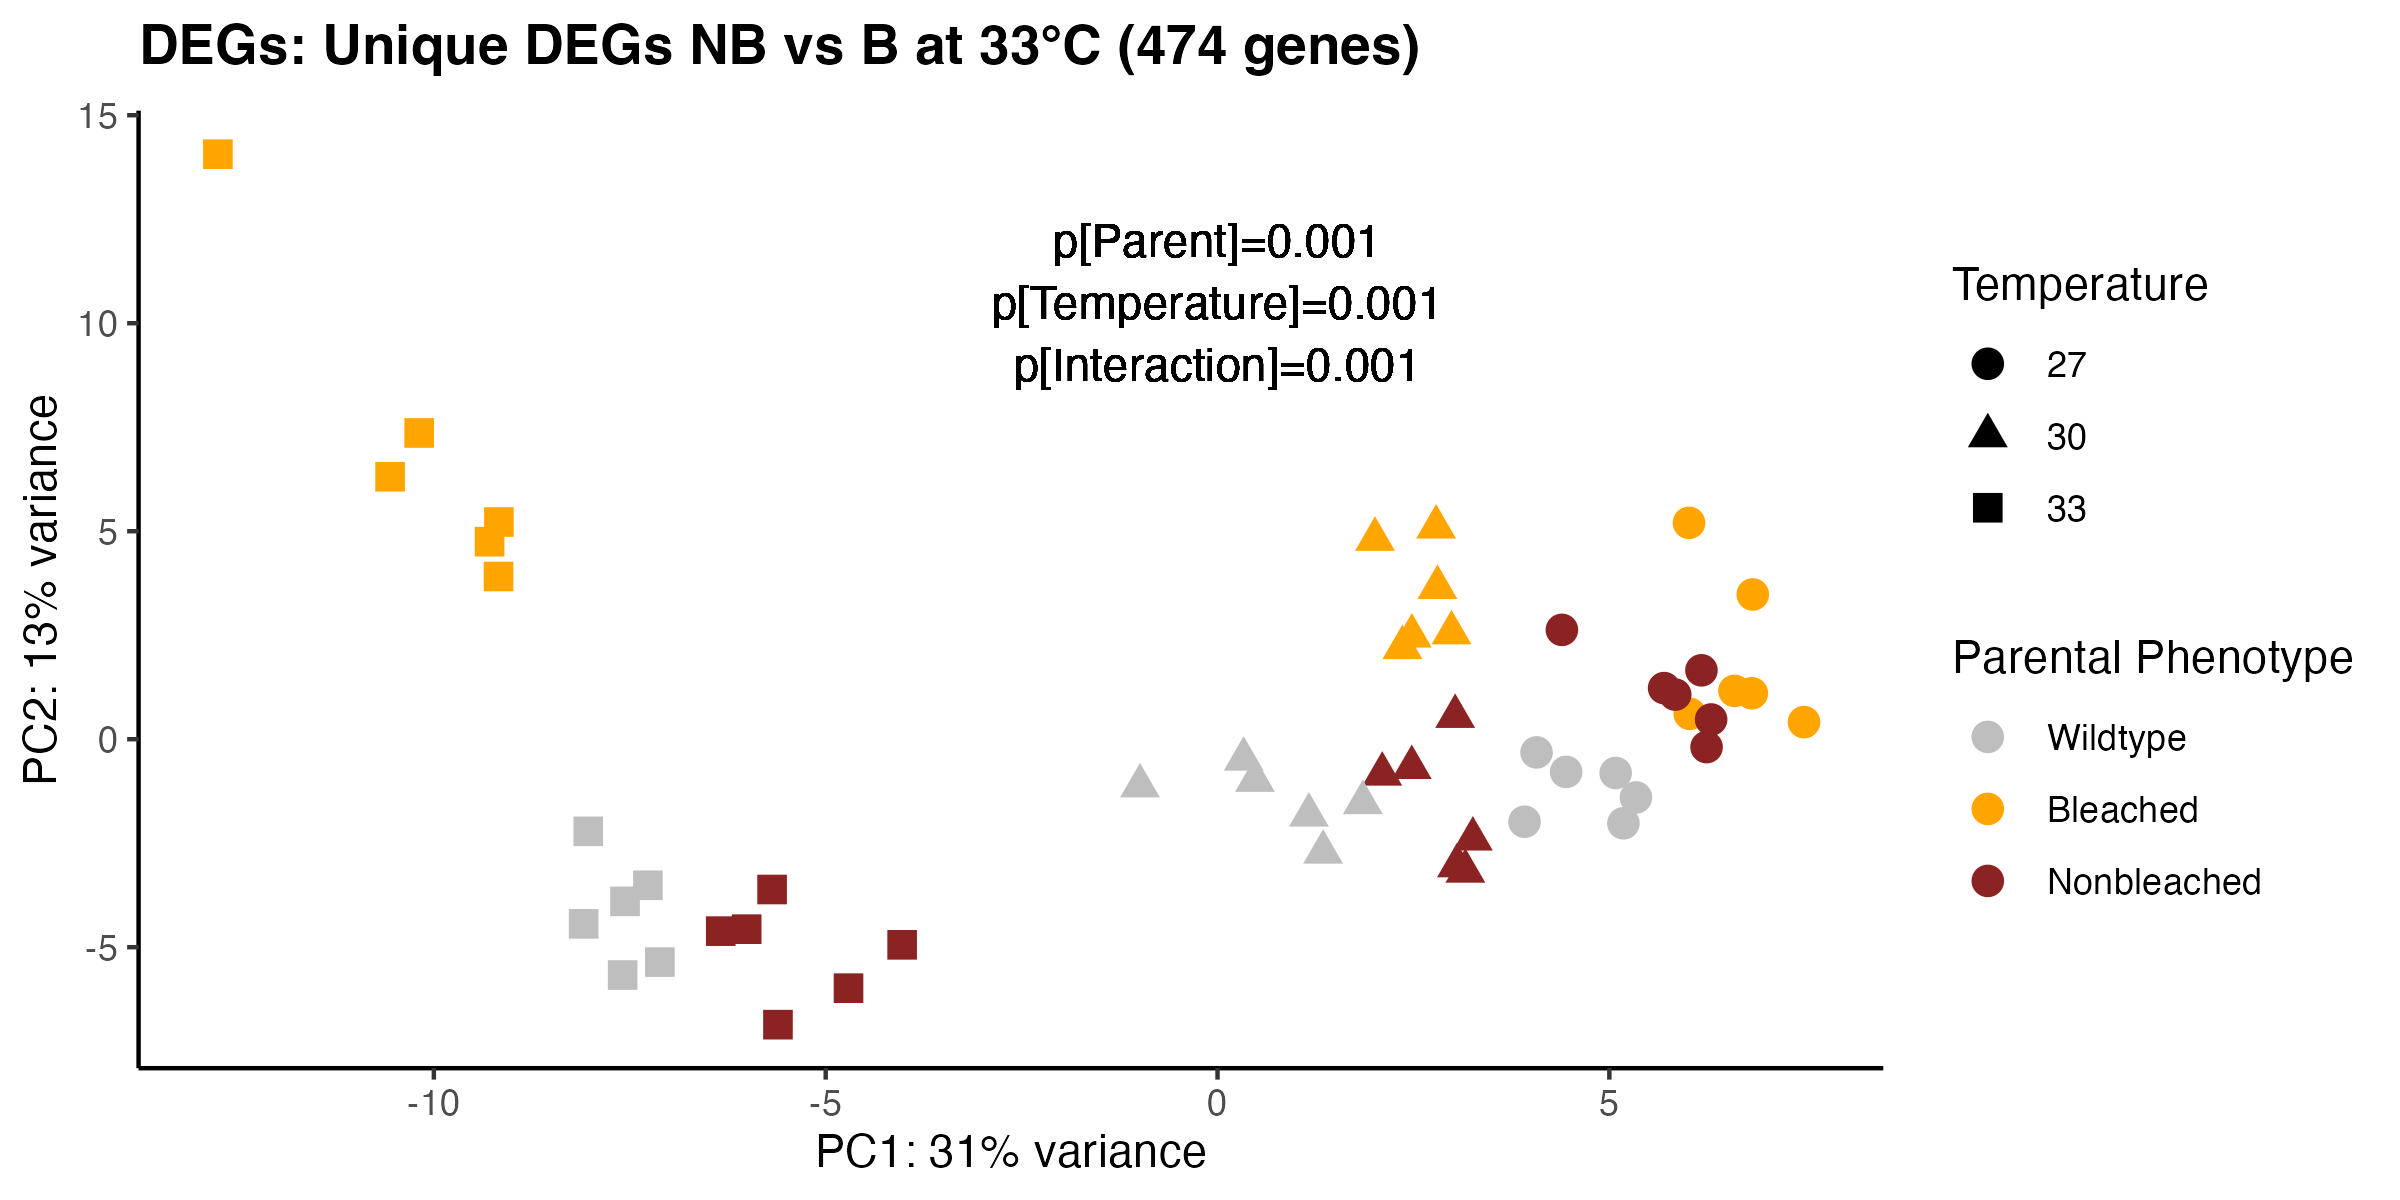 DEGs: Unique DEGs NB vs B at 33°C (474 genes)
15
10
5
0
-5
PC2: 13% variance
p[Parent]=0.001
p[Temperature]=0.001
p[Interaction]=0.001
-10
-5
0
5
PC1: 31% variance
Temperature
27
30
33
Parental Phenotype
Wildtype
Bleached
Nonbleached